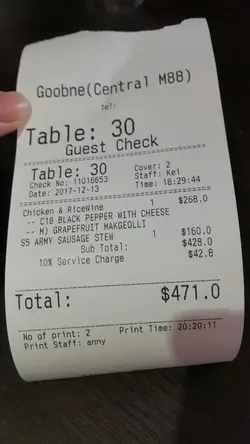 Goobne(Central M88)
Tel:
Table: 30
Guest Check
Table: 30 Cover: 2
Check No: 11016653 Staff: Kei
Date: 2017-12-13 Time: 18:29:44
Chicken & RiceWine 1 $268.0
-- C18 BLACK PEPPER WITH CHEESE
-- M) GRAPEFRUIT MAKGEOLLI
S5 ARMY SAUSAGE STEW 1 $160.0
Sub Total: $428.0
10% Service Charge $42.8
Total: $471.0
No of print: 2 Print Time: 20:20:11
Print Staff: anny